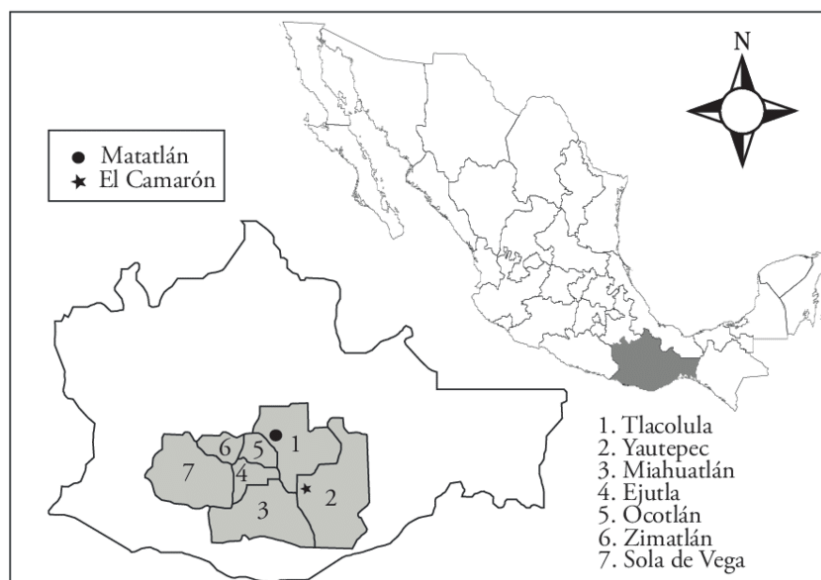 N
Matatlán
El Camarón
1. Tlacolula
2. Yautepec
3. Miahuatlán
4. Ejutla
5. Ocotlán
6. Zimatlán
7. Sola de Vega
6
5
1
7
4
2
3